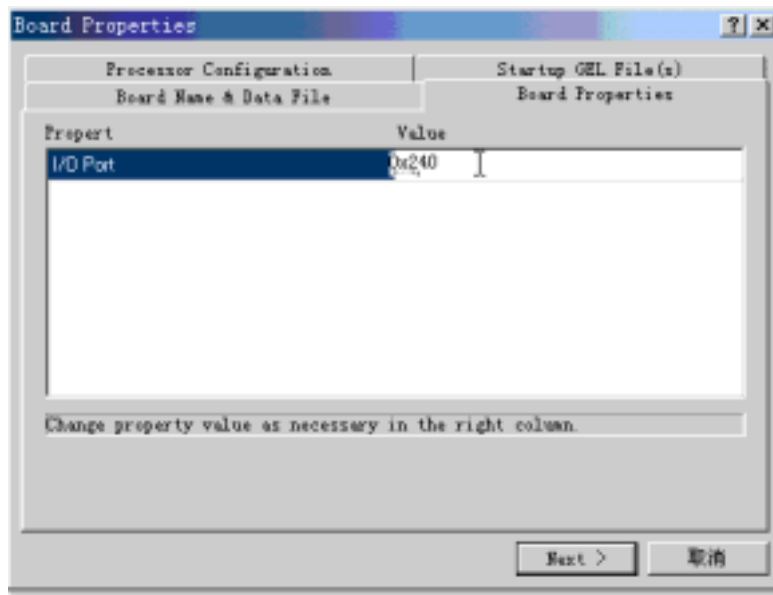 Board Properties
Processor Configuration Startup GEL File(s)
Board Name & Data File Board Properties
Propert Value
I/O Port 0x240
Change property value as necessary in the right column.
Next > 取消